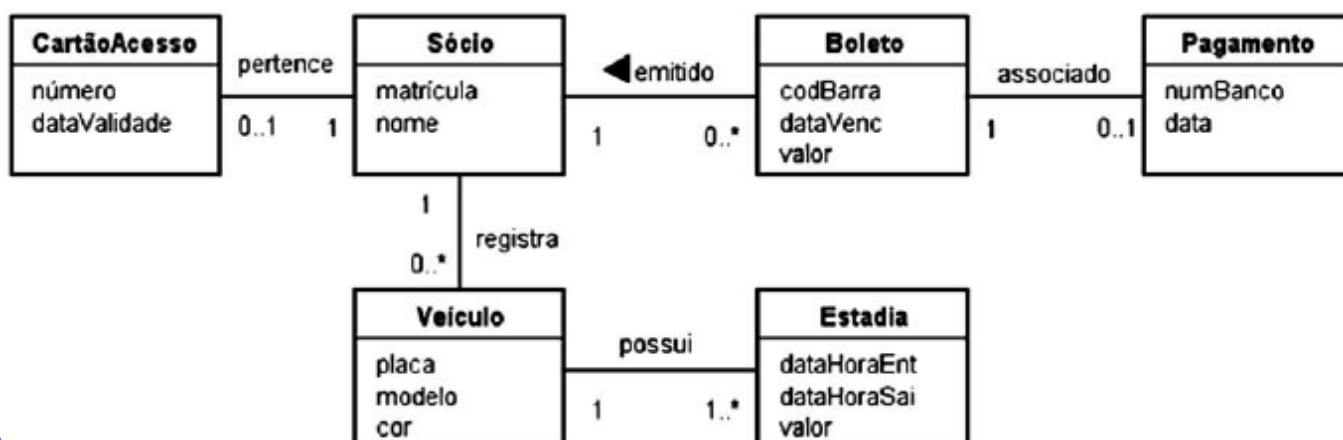 CartãoAcesso
número
dataValidade
pertence
0..1 1
Sócio
matrícula
nome
emitido
1 0..*
Boleto
codBarra
dataVenc
valor
associado
1 0..1
Pagamento
numBanco
data
1
registra
0..*
Veículo
placa
modelo
cor
possui
1 1..*
Estadia
dataHoraEnt
dataHoraSai
valor